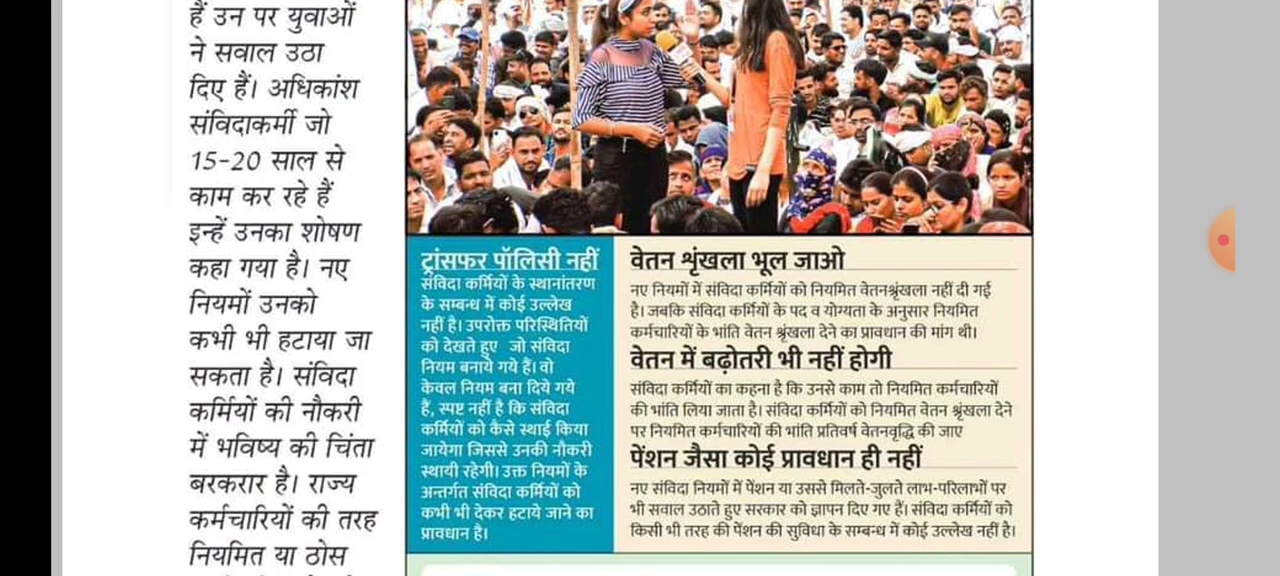 हैं उन पर युवाओं
ने सवाल उठा
दिए हैं। अधिकांश
संविदाकर्मी जो
15-20 साल से
काम कर रहे हैं
इन्हें उनका शोषण
कहा गया है। नए
नियमों उनको
कभी भी हटाया जा
सकता है। संविदा
कर्मियों की नौकरी
में भविष्य की चिंता
बरकरार है। राज्य
कर्मचारियों की तरह
नियमित या ठोस
ट्रांसफर पॉलिसी नहीं
संविदा कर्मियों के स्थानांतरण
के सम्बन्ध में कोई उल्लेख
नहीं है। उपरोक्त परिस्थितियों
को देखते हुए जो संविदा
नियम बनाये गये हैं। वो
केवल नियम बना दिये गये
हैं, स्पष्ट नहीं है कि संविदा
कर्मियों को कैसे स्थाई किया
जायेगा जिससे उनकी नौकरी
स्थायी रहेगी। उक्त नियमों के
अन्तर्गत संविदा कर्मियों को
कभी भी देकर हटाये जाने का
प्रावधान है।
वेतन शृंखला भूल जाओ
नए नियमों में संविदा कर्मियों को नियमित वेतनश्रृंखला नहीं दी गई
है। जबकि संविदा कर्मियों के पद व योग्यता के अनुसार नियमित
कर्मचारियों के भांति वेतन श्रृंखला देने का प्रावधान की मांग थी।
वेतन में बढ़ोतरी भी नहीं होगी
संविदा कर्मियों का कहना है कि उनसे काम तो नियमित कर्मचारियों
की भांति लिया जाता है। संविदा कर्मियों को नियमित वेतन श्रृंखला देने
पर नियमित कर्मचारियों की भांति प्रतिवर्ष वेतनवृद्धि की जाए
पेंशन जैसा कोई प्रावधान ही नहीं
नए संविदा नियमों में पेंशन या उससे मिलते-जुलते लाभ-परिलाभों पर
भी सवाल उठाते हुए सरकार को ज्ञापन दिए गए हैं। संविदा कर्मियों को
किसी भी तरह की पेंशन की सुविधा के सम्बन्ध में कोई उल्लेख नहीं है।